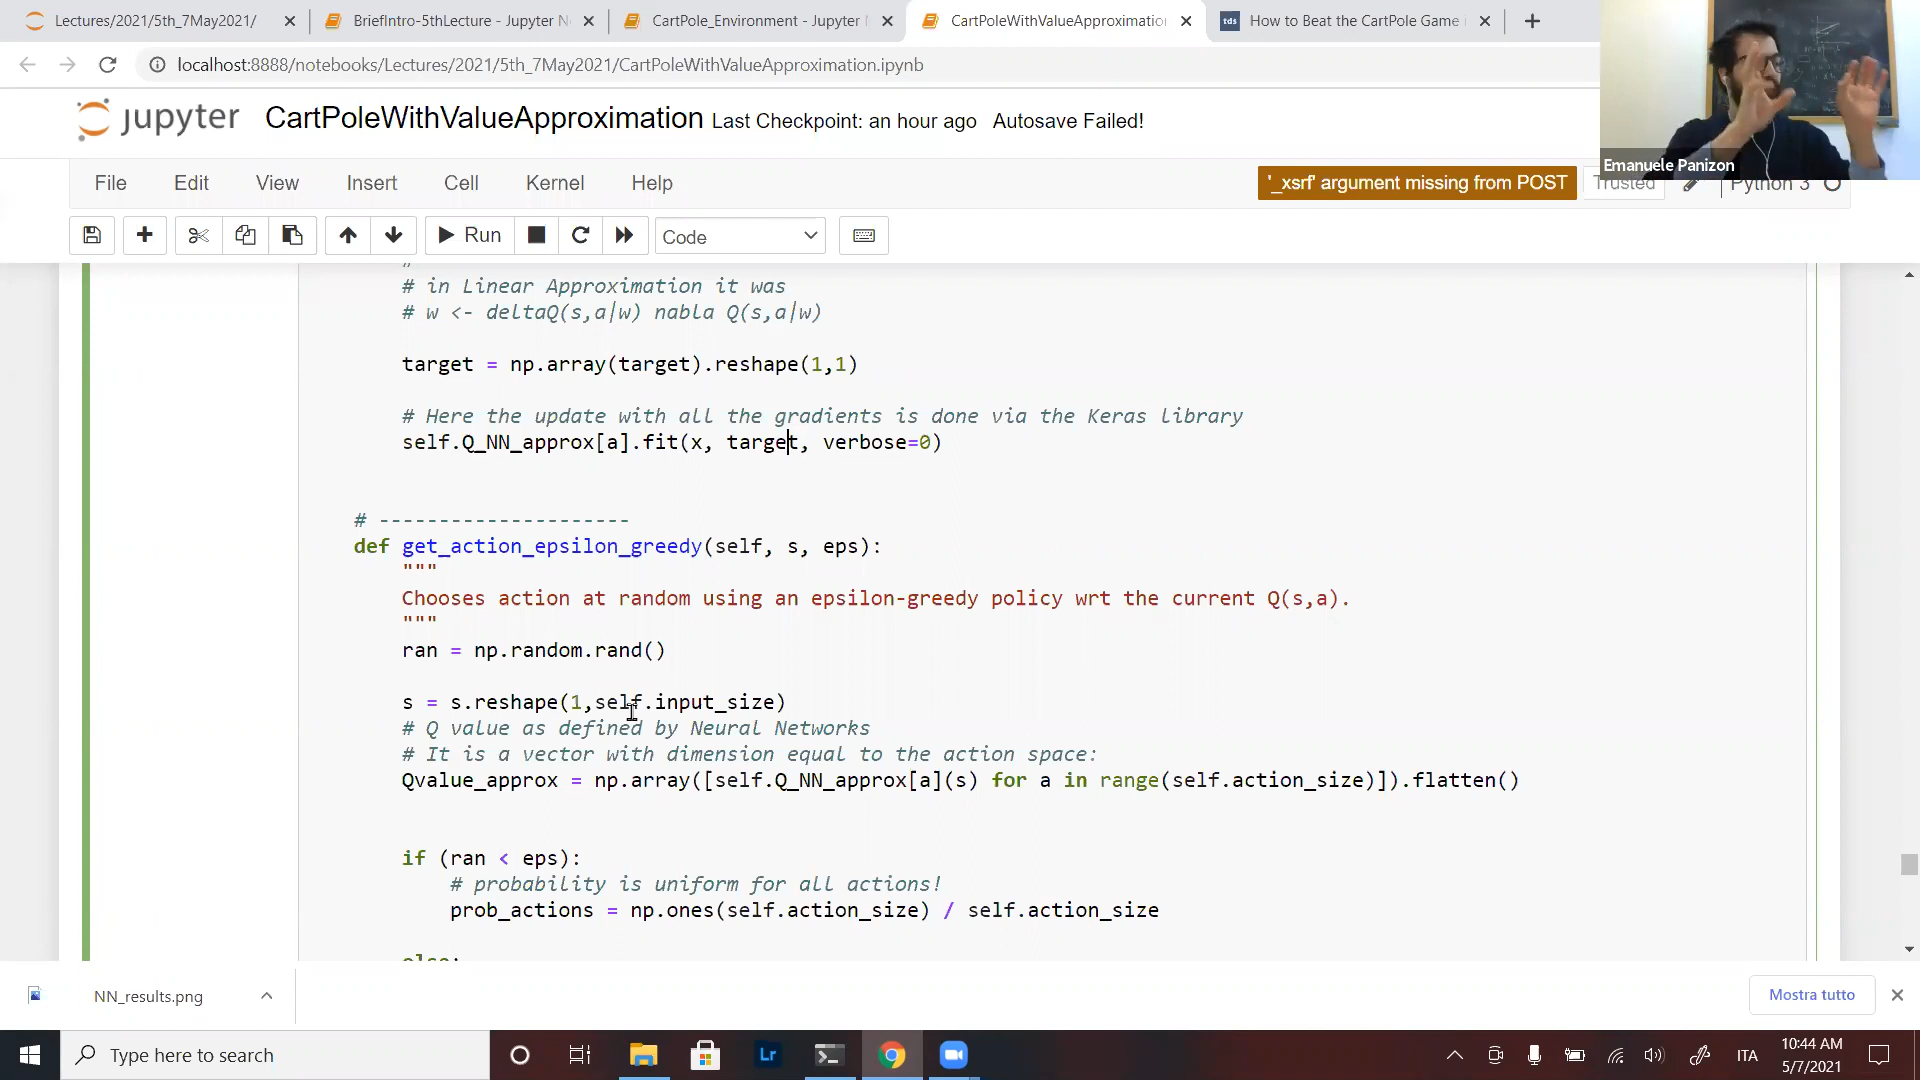 Lectures/2021/5th_7May2021/
BriefIntro-5thLecture - Jupyter N
CartPole_Environment - Jupyter
CartPoleWithValueApproximation
tds How to Beat the CartPole Game i
localhost:8888/notebooks/Lectures/2021/5th_7May2021/CartPoleWithValueApproximation.ipynb
jupyter CartPoleWithValueApproximation Last Checkpoint: an hour ago Autosave Failed!
Emanuele Panizon
File Edit View Insert Cell Kernel Help '_xsrf' argument missing from POST Trusted Python 3
Run Code
# in Linear Approximation it was
# w <- deltaQ(s,a|w) nabla Q(s,a|w)
target = np.array(target).reshape(1,1)
# Here the update with all the gradients is done via the Keras library
self.Q_NN_approx[a].fit(x, target, verbose=0)
# ---------------------
def get_action_epsilon_greedy(self, s, eps):
"""
Chooses action at random using an epsilon-greedy policy wrt the current Q(s,a).
"""
ran = np.random.rand()
s = s.reshape(1,self.input_size)
# Q value as defined by Neural Networks
# It is a vector with dimension equal to the action space:
Qvalue_approx = np.array([self.Q_NN_approx[a](s) for a in range(self.action_size)]).flatten()
if (ran < eps):
# probability is uniform for all actions!
prob_actions = np.ones(self.action_size) / self.action_size
else:
NN_results.png
Mostra tutto
Type here to search
Lr
ITA
10:44 AM
5/7/2021